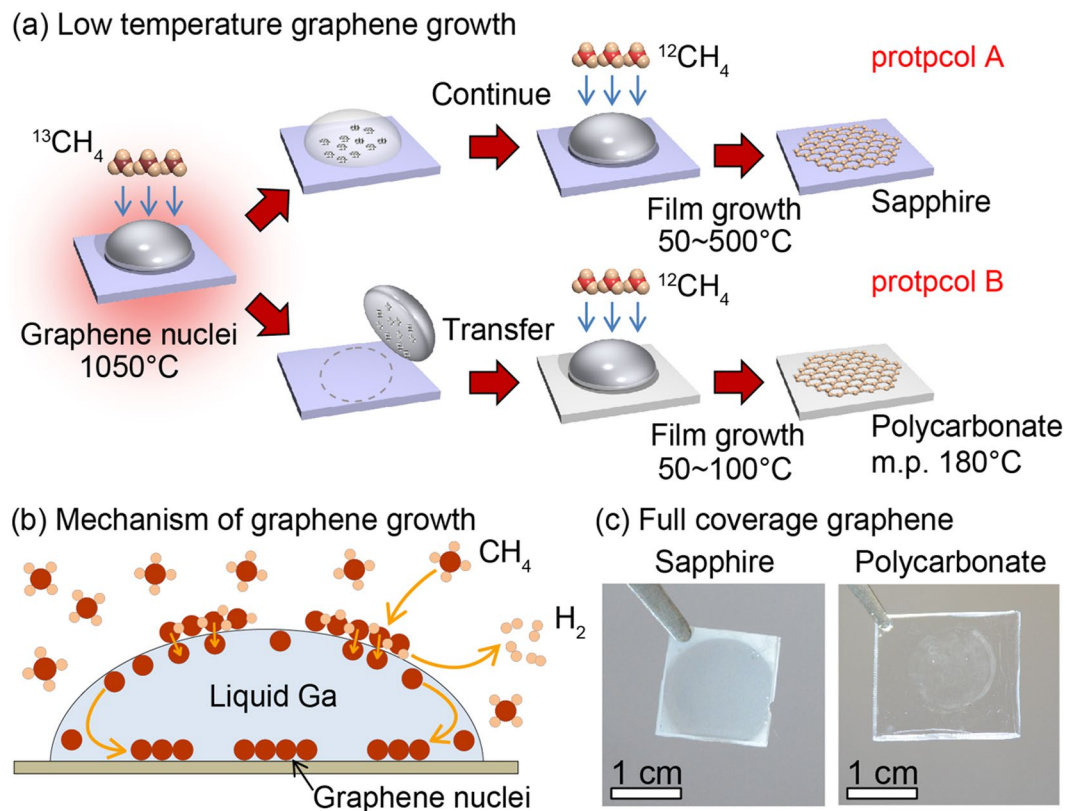 (a) Low temperature graphene growth
¹³CH₄
Graphene nuclei
1050°C
Continue
¹²CH₄
protpcol A
Film growth
50~500°C
Sapphire
Transfer
¹²CH₄
protpcol B
Film growth
50~100°C
Polycarbonate
m.p. 180°C
(b) Mechanism of graphene growth
CH₄
H₂
Liquid Ga
Graphene nuclei
(c) Full coverage graphene
Sapphire
Polycarbonate
1 cm
1 cm